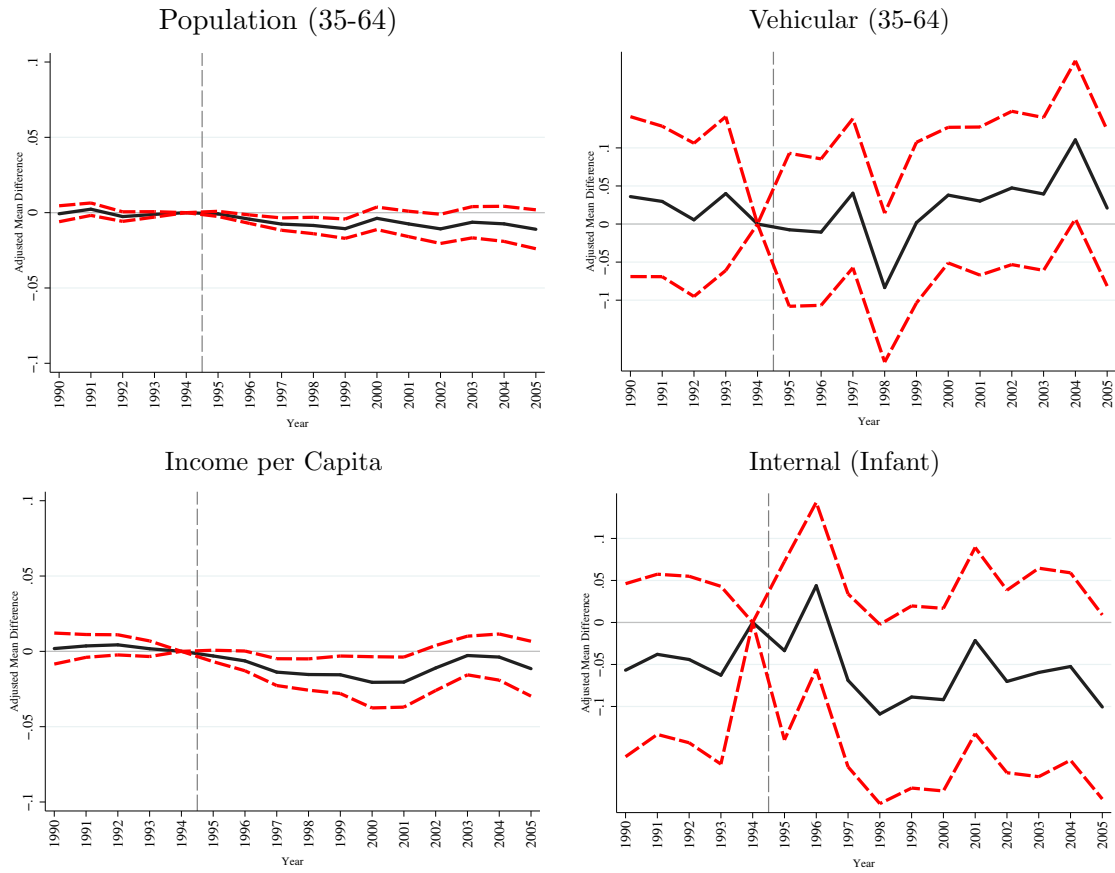 Population (35-64)
.1
.05
0
-.05
-.1
Adjusted Mean Difference
1990 1991 1992 1993 1994 1995 1996 1997 1998 1999 2000 2001 2002 2003 2004 2005
Year
Vehicular (35-64)
.1
.05
0
-.05
-.1
Adjusted Mean Difference
1990 1991 1992 1993 1994 1995 1996 1997 1998 1999 2000 2001 2002 2003 2004 2005
Year
Income per Capita
.1
.05
0
-.05
-.1
Adjusted Mean Difference
1990 1991 1992 1993 1994 1995 1996 1997 1998 1999 2000 2001 2002 2003 2004 2005
Year
Internal (Infant)
.1
.05
0
-.05
-.1
Adjusted Mean Difference
1990 1991 1992 1993 1994 1995 1996 1997 1998 1999 2000 2001 2002 2003 2004 2005
Year